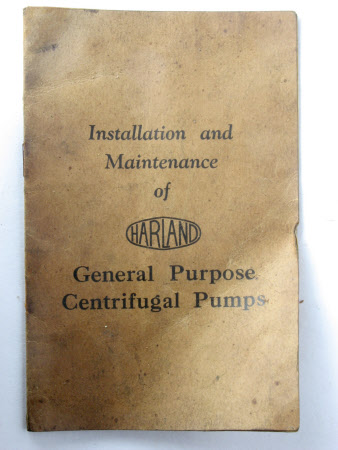 Installation and
Maintenance
of
HARLAND
General Purpose
Centrifugal Pumps